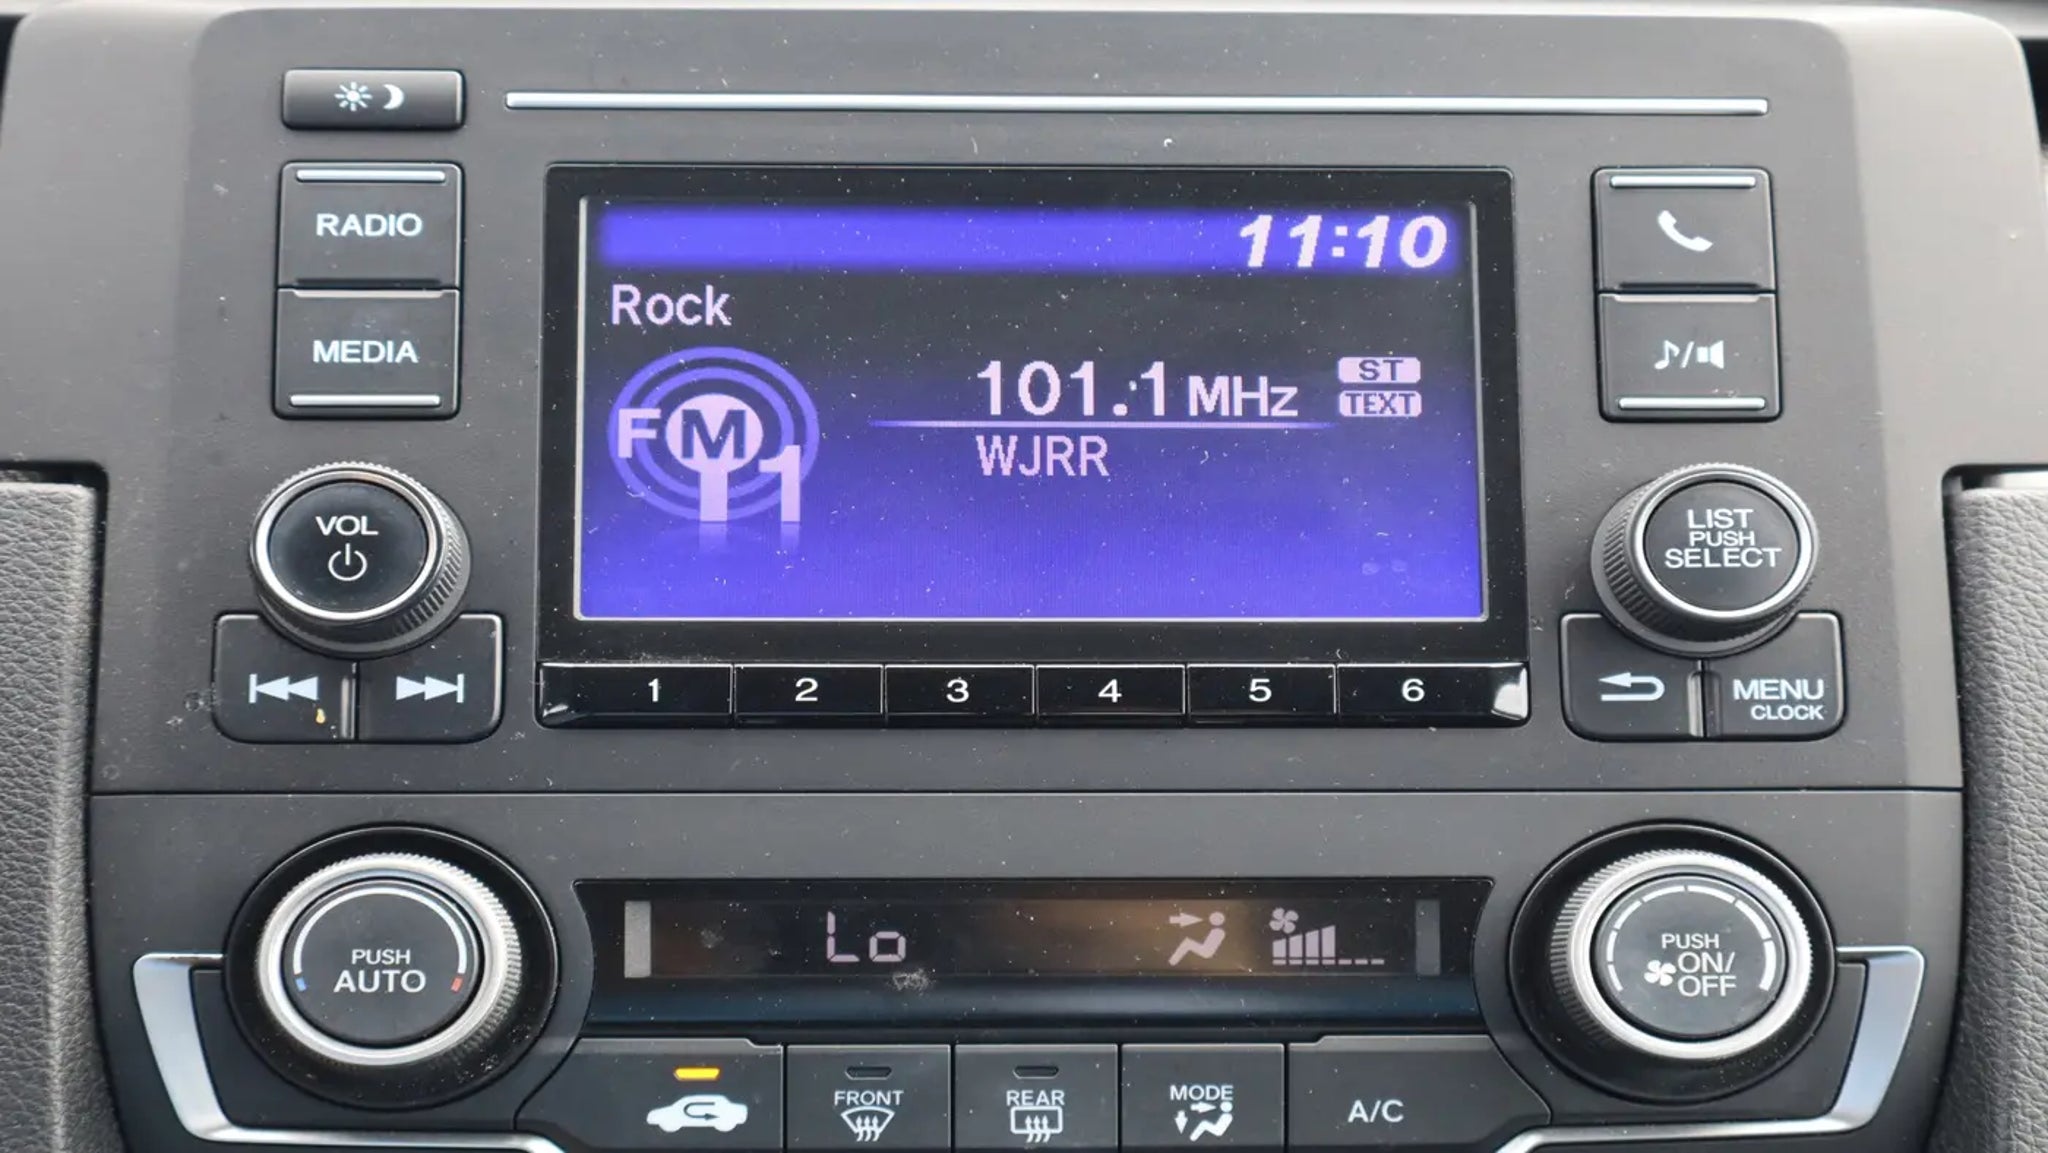 11:10
RADIO
Rock
MEDIA
101.1 MHz
ST
TEXT
FM
1
WJRR
VOL
LIST
PUSH
SELECT
1 2 3 4 5 6
MENU
CLOCK
Lo
PUSH
AUTO
PUSH
ON/
OFF
FRONT
REAR
MODE
A/C